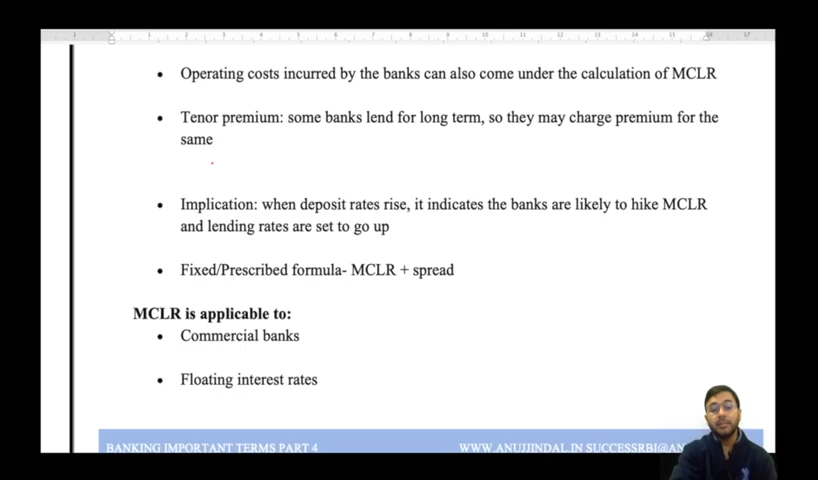 • Operating costs incurred by the banks can also come under the calculation of MCLR
• Tenor premium: some banks lend for long term, so they may charge premium for the
same
• Implication: when deposit rates rise, it indicates the banks are likely to hike MCLR
and lending rates are set to go up
• Fixed/Prescribed formula- MCLR + spread
MCLR is applicable to:
• Commercial banks
• Floating interest rates
BANKING IMPORTANT TERMS PART 4 WWW.ANUJJINDAL.IN SUCCESSRBI@AN